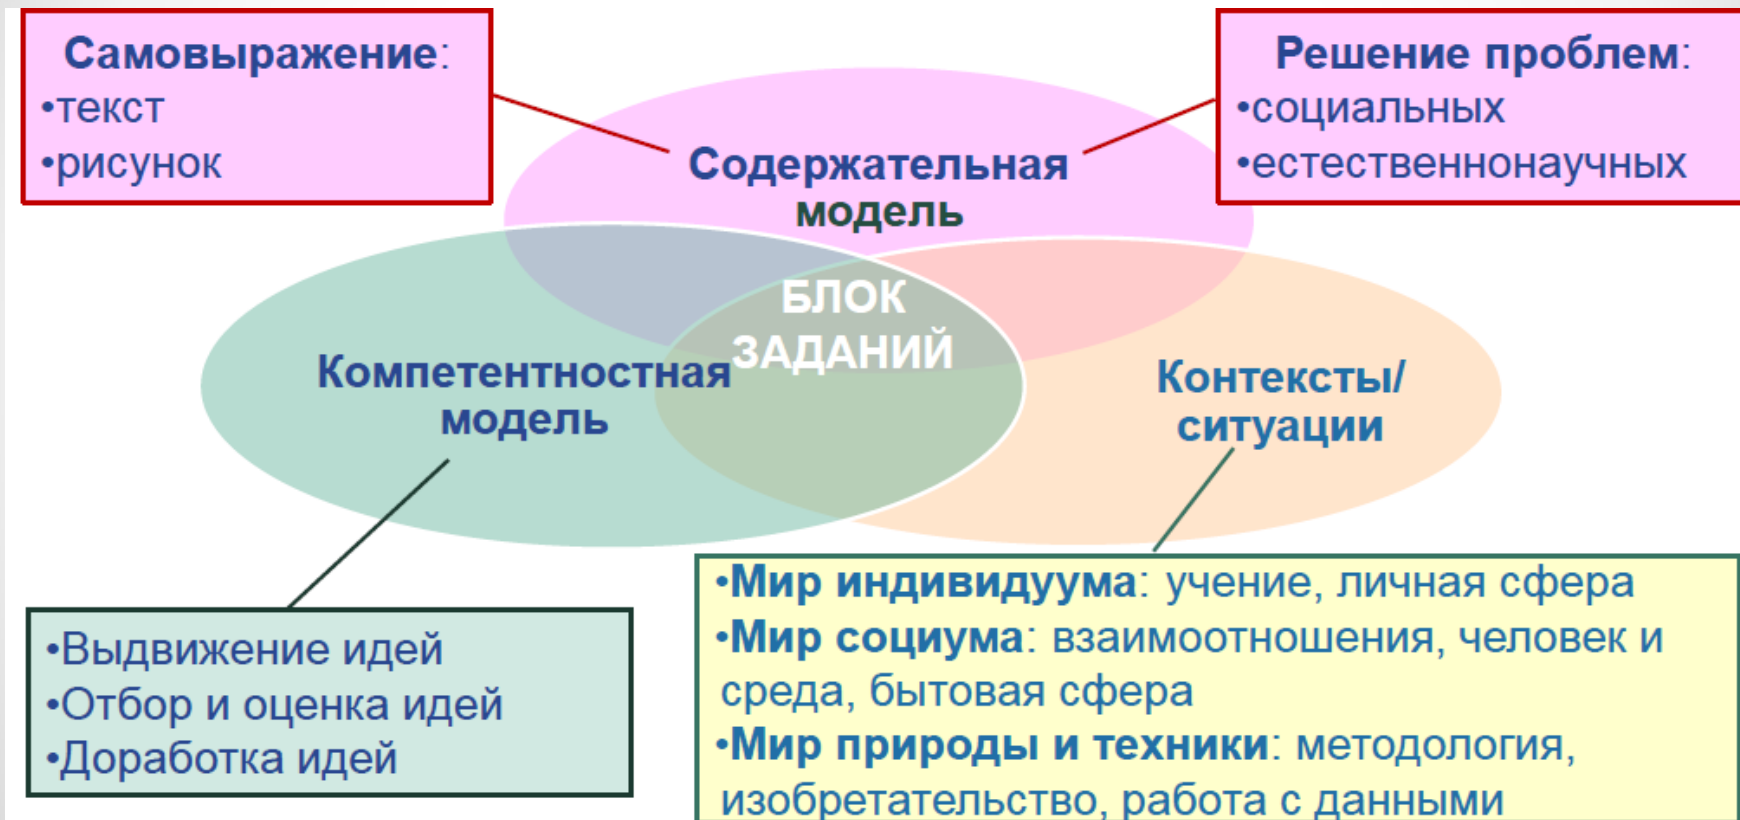 Самовыражение:
•текст
•рисунок
Решение проблем:
•социальных
•естественнонаучных
Содержательная
модель
БЛОК
ЗАДАНИЙ
Компетентностная
модель
Контексты/
ситуации
•Выдвижение идей
•Отбор и оценка идей
•Доработка идей
•Мир индивидуума: учение, личная сфера
•Мир социума: взаимоотношения, человек и
среда, бытовая сфера
•Мир природы и техники: методология,
изобретательство, работа с данными